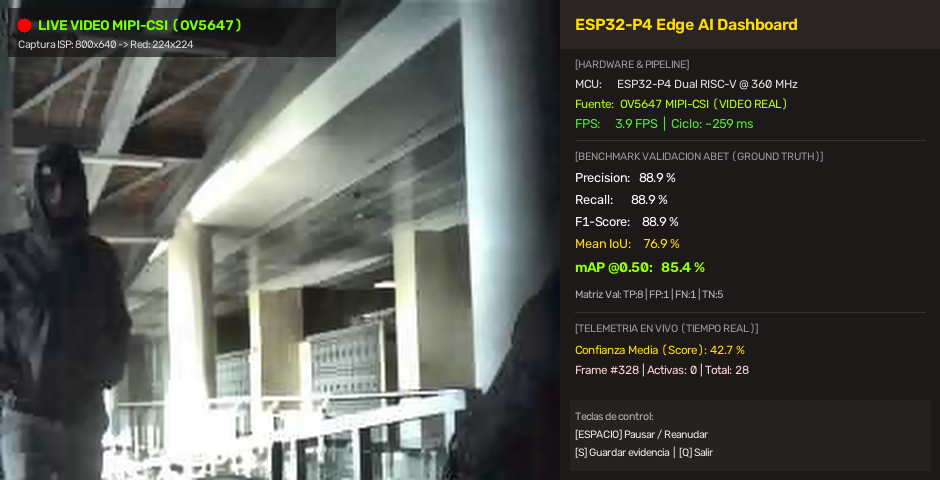 LIVE VIDEO MIPI-CSI (OV5647)
Captura ISP: 800x640 -> Red: 224x224
ESP32-P4 Edge AI Dashboard
[HARDWARE & PIPELINE]
MCU: ESP32-P4 Dual RISC-V @ 360 MHz
Fuente: OV5647 MIPI-CSI (VIDEO REAL)
FPS: 3.9 FPS | Ciclo: ~259 ms
[BENCHMARK VALIDACION ABET (GROUND TRUTH)]
Precision: 88.9 %
Recall: 88.9 %
F1-Score: 88.9 %
Mean IoU: 76.9 %
mAP @0.50: 85.4 %
Matriz Val: TP:8 | FP:1 | FN:1 | TN:5
[TELEMETRIA EN VIVO (TIEMPO REAL)]
Confianza Media (Score): 42.7 %
Frame #328 | Activas: 0 | Total: 28
Teclas de control:
[ESPACIO] Pausar / Reanudar
[S] Guardar evidencia | [Q] Salir